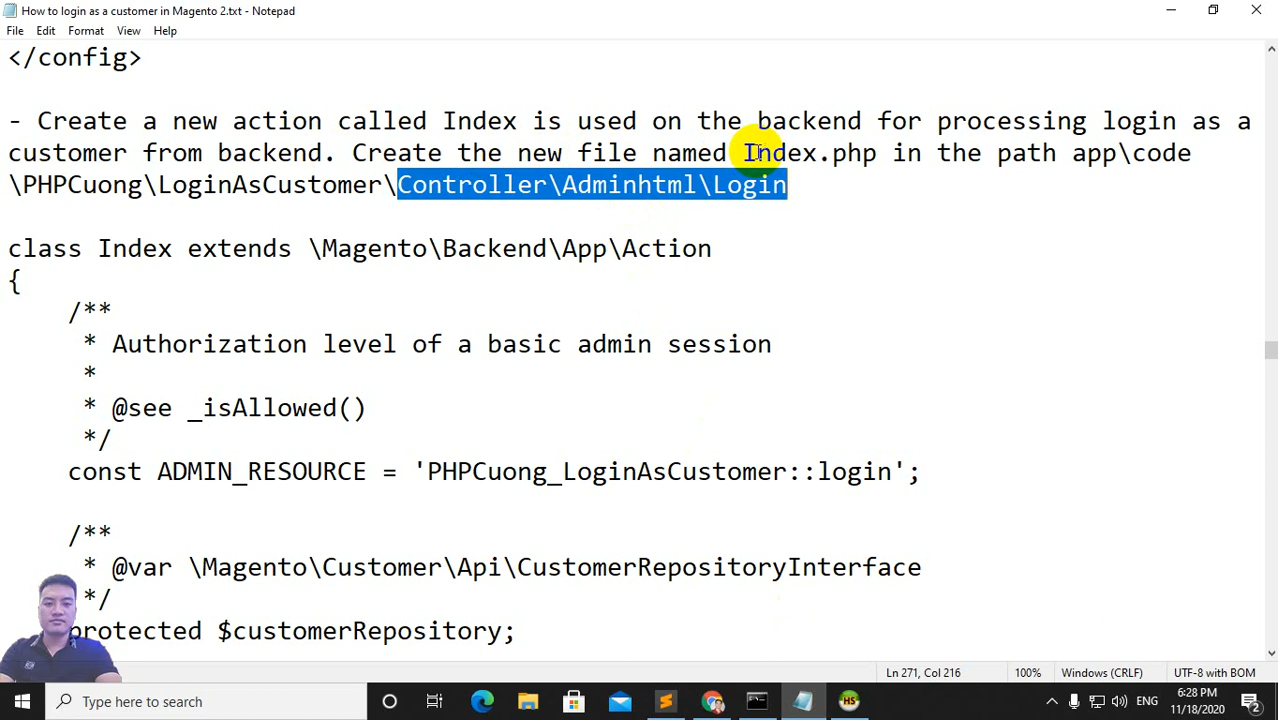 How to login as a customer in Magento 2.txt - Notepad
File Edit Format View Help
</config>
- Create a new action called Index is used on the backend for processing login as a
customer from backend. Create the new file named Index.php in the path app\code
\PHPCuong\LoginAsCustomer\Controller\Adminhtml\Login
class Index extends \Magento\Backend\App\Action
{
/**
* Authorization level of a basic admin session
*
* @see _isAllowed()
*/
const ADMIN_RESOURCE = 'PHPCuong_LoginAsCustomer::login';
/**
* @var \Magento\Customer\Api\CustomerRepositoryInterface
*/
protected $customerRepository;
Ln 271, Col 216 100% Windows (CRLF) UTF-8 with BOM
Type here to search ENG 6:28 PM
11/18/2020 2